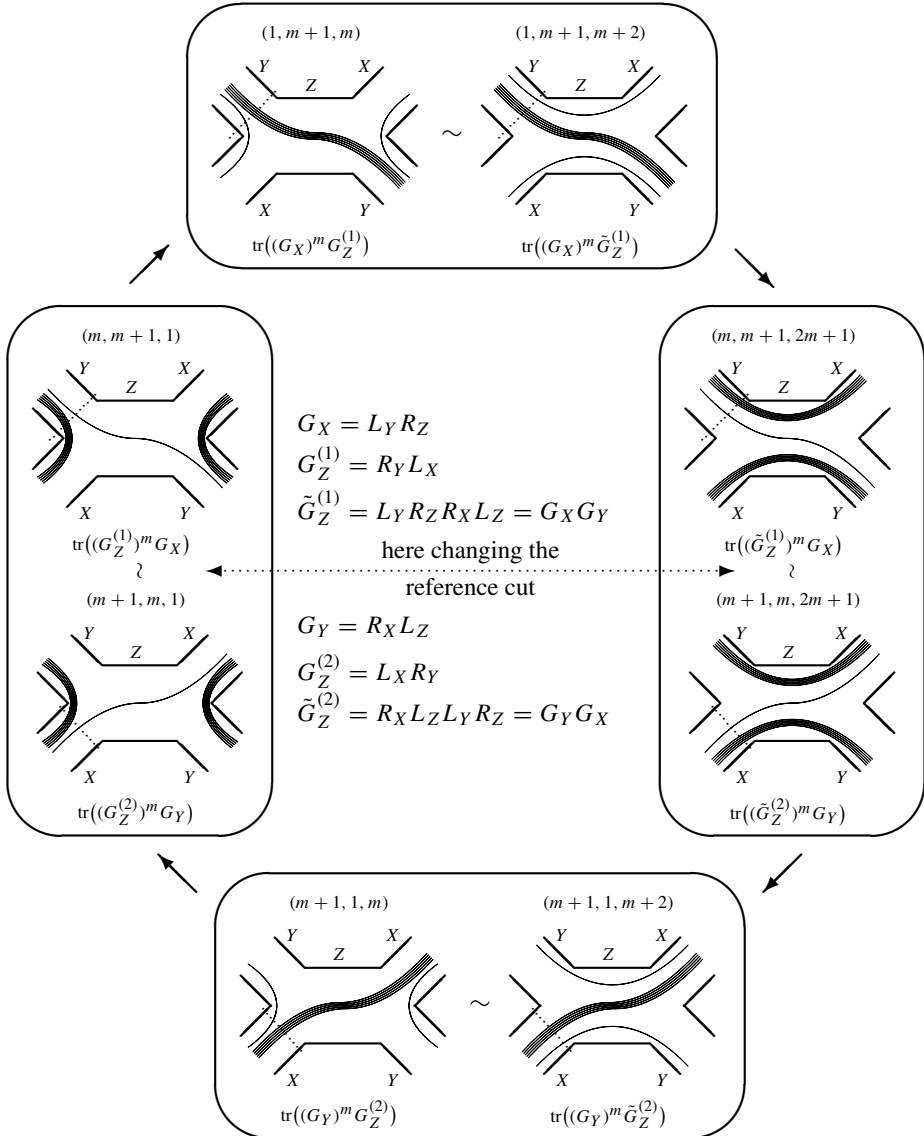 (1, m + 1, m) (1, m + 1, m + 2)
Y Z X Y Z X
∼
X Y X Y
tr((G_X)^m G_Z^{(1)}) tr((G_X)^m \tilde{G}_Z^{(1)})
(m, m + 1, 1)
Y Z X
X Y
tr((G_Z^{(1)})^m G_X)
≀
(m + 1, m, 1)
Y Z X
X Y
tr((G_Z^{(2)})^m G_Y)
G_X = L_Y R_Z
G_Z^{(1)} = R_Y L_X
\tilde{G}_Z^{(1)} = L_Y R_Z R_X L_Z = G_X G_Y
here changing the
reference cut
G_Y = R_X L_Z
G_Z^{(2)} = L_X R_Y
\tilde{G}_Z^{(2)} = R_X L_Z L_Y R_Z = G_Y G_X
(m, m + 1, 2m + 1)
Y Z X
X Y
tr((\tilde{G}_Z^{(1)})^m G_X)
≀
(m + 1, m, 2m + 1)
Y Z X
X Y
tr((\tilde{G}_Z^{(2)})^m G_Y)
(m + 1, 1, m) (m + 1, 1, m + 2)
Y Z X Y Z X
∼
X Y X Y
tr((G_Y)^m G_Z^{(2)}) tr((G_Y)^m \tilde{G}_Z^{(2)})